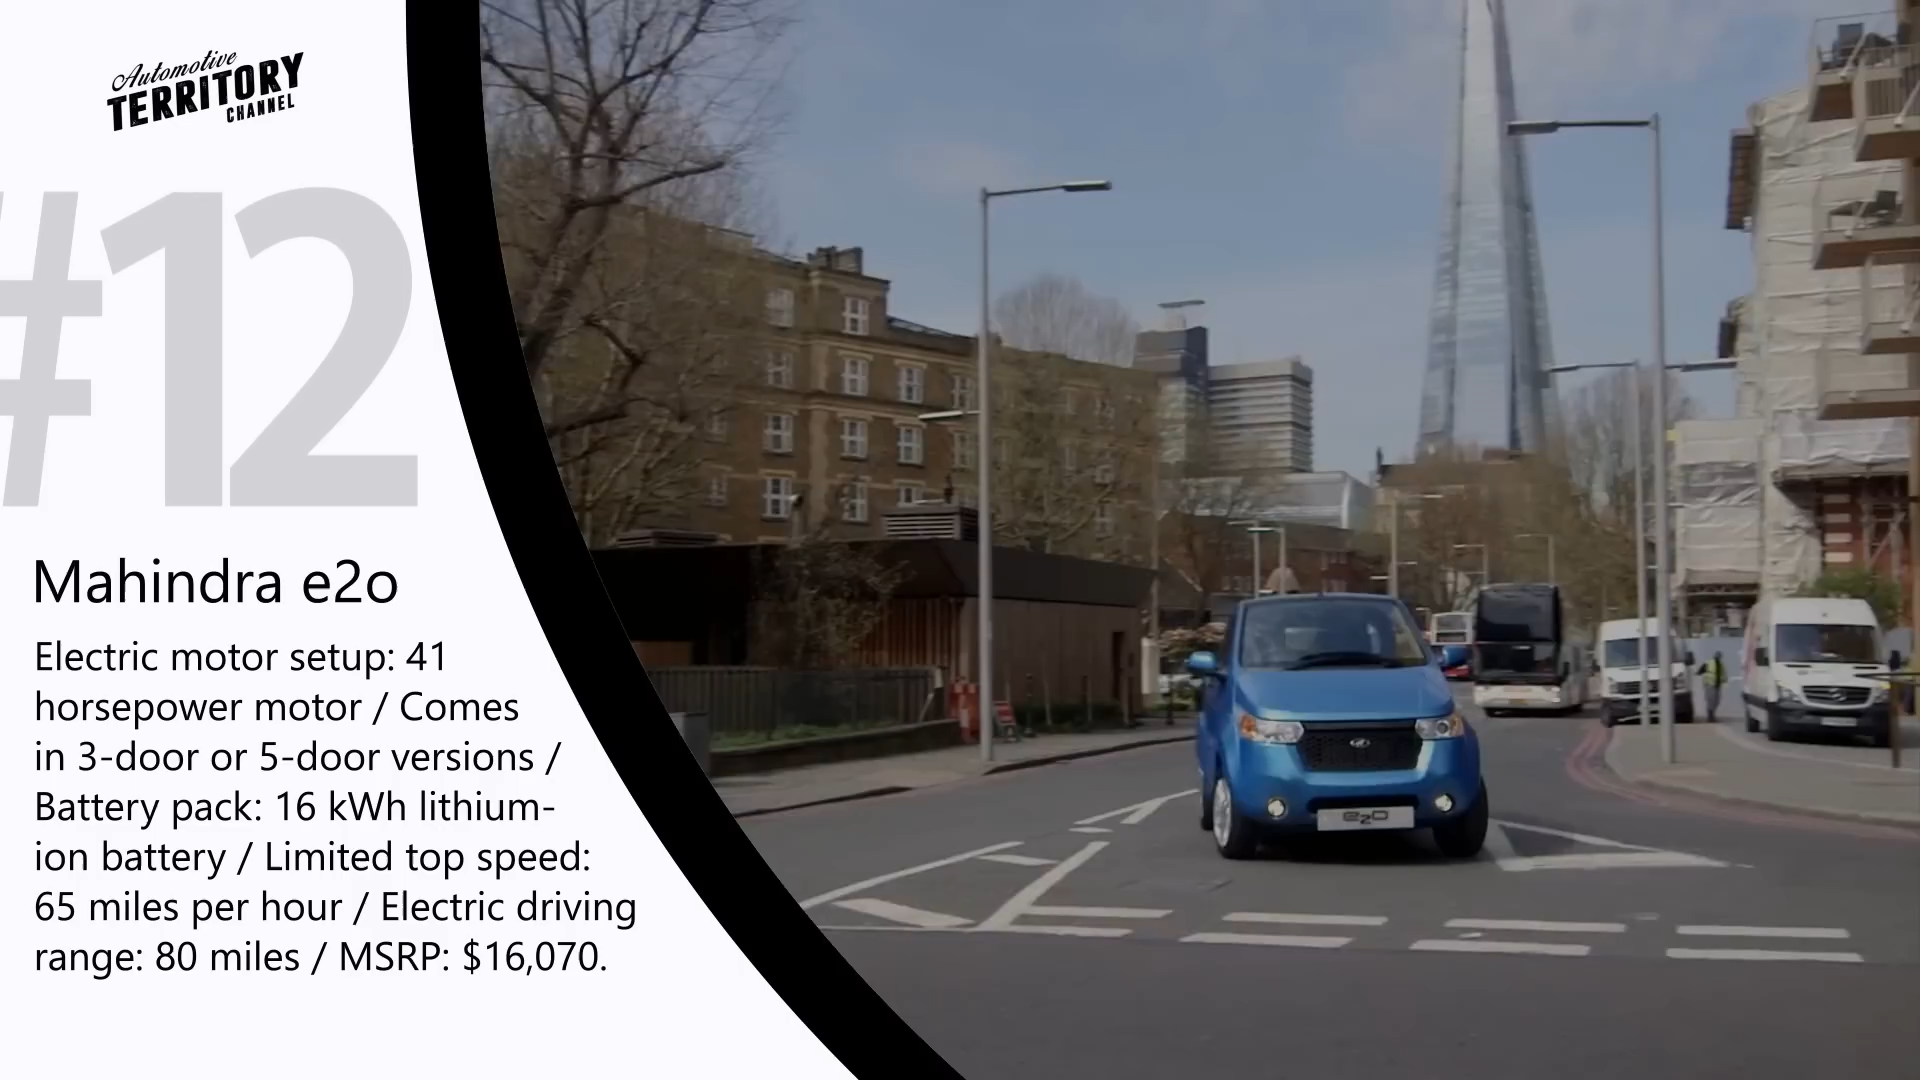 Automotive
TERRITORY
CHANNEL
#12
Mahindra e2o
Electric motor setup: 41
horsepower motor / Comes
in 3-door or 5-door versions /
Battery pack: 16 kWh lithium-
ion battery / Limited top speed:
65 miles per hour / Electric driving
range: 80 miles / MSRP: $16,070.
e2o